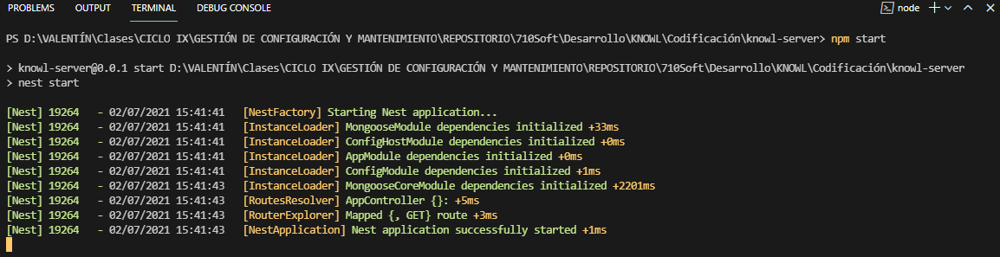 PROBLEMS OUTPUT TERMINAL DEBUG CONSOLE node
PS D:\VALENTÍN\Clases\CICLO IX\GESTIÓN DE CONFIGURACIÓN Y MANTENIMIENTO\REPOSITORIO\710Soft\Desarrollo\KNOWL\Codificación\knowl-server> npm start
> knowl-server@0.0.1 start D:\VALENTÍN\Clases\CICLO IX\GESTIÓN DE CONFIGURACIÓN Y MANTENIMIENTO\REPOSITORIO\710Soft\Desarrollo\KNOWL\Codificación\knowl-server
> nest start
[Nest] 19264 - 02/07/2021 15:41:41 [NestFactory] Starting Nest application...
[Nest] 19264 - 02/07/2021 15:41:41 [InstanceLoader] MongooseModule dependencies initialized +33ms
[Nest] 19264 - 02/07/2021 15:41:41 [InstanceLoader] ConfigHostModule dependencies initialized +0ms
[Nest] 19264 - 02/07/2021 15:41:41 [InstanceLoader] AppModule dependencies initialized +0ms
[Nest] 19264 - 02/07/2021 15:41:41 [InstanceLoader] ConfigModule dependencies initialized +1ms
[Nest] 19264 - 02/07/2021 15:41:43 [InstanceLoader] MongooseCoreModule dependencies initialized +2201ms
[Nest] 19264 - 02/07/2021 15:41:43 [RoutesResolver] AppController {}: +5ms
[Nest] 19264 - 02/07/2021 15:41:43 [RouterExplorer] Mapped {, GET} route +3ms
[Nest] 19264 - 02/07/2021 15:41:43 [NestApplication] Nest application successfully started +1ms